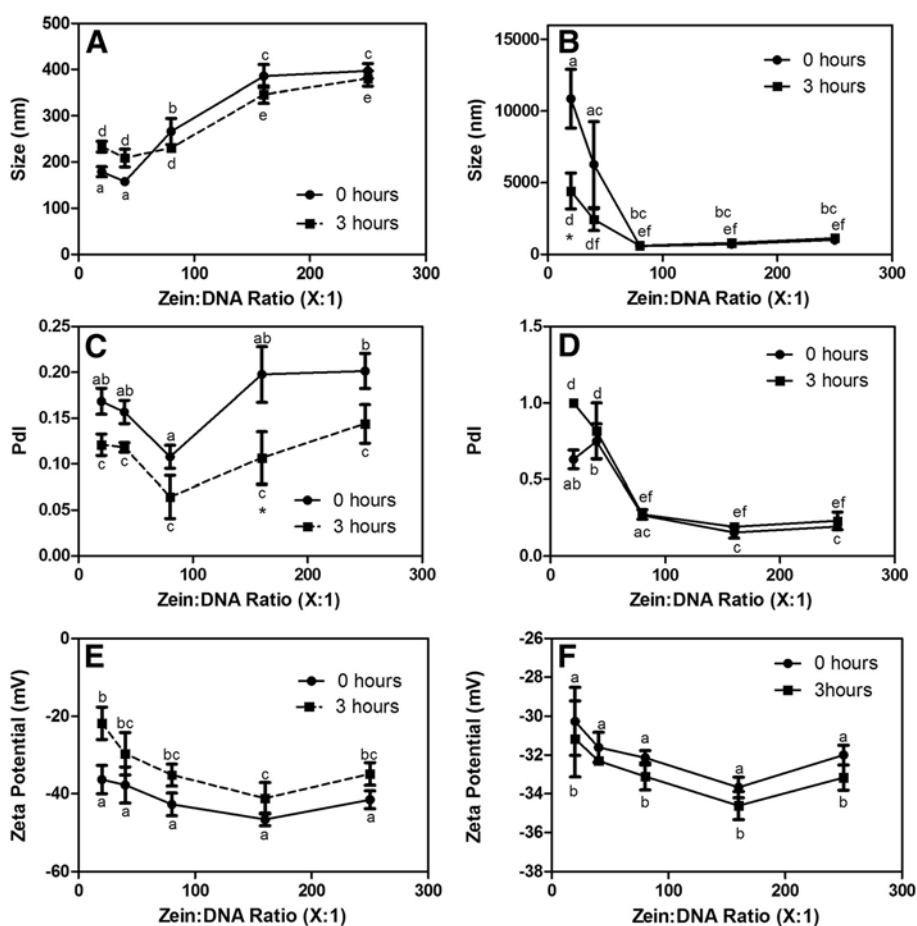 A
500
400
300
200
100
0
Size (nm)
c
c
b
d
d
e
e
d
a
a
0 hours
3 hours
0
100
200
300
Zein:DNA Ratio (X:1)
B
15000
10000
5000
0
Size (nm)
a
ac
0 hours
3 hours
bc
bc
bc
d
ef
ef
ef
*
df
0
100
200
300
Zein:DNA Ratio (X:1)
C
0.25
0.20
0.15
0.10
0.05
0.00
PdI
ab
b
ab
ab
a
c
c
c
c
c
*
0 hours
3 hours
0
100
200
300
Zein:DNA Ratio (X:1)
D
1.5
1.0
0.5
0.0
PdI
0 hours
3 hours
d
d
ab
b
ef
ef
ef
ac
c
c
0
100
200
300
Zein:DNA Ratio (X:1)
E
0
-20
-40
-60
Zeta Potential (mV)
0 hours
3 hours
b
bc
bc
c
bc
a
a
a
a
a
0
100
200
300
Zein:DNA Ratio (X:1)
F
-26
-28
-30
-32
-34
-36
-38
Zeta Potential (mV)
0 hours
3hours
a
a
a
a
a
b
b
b
b
0
100
200
300
Zein:DNA Ratio (X:1)